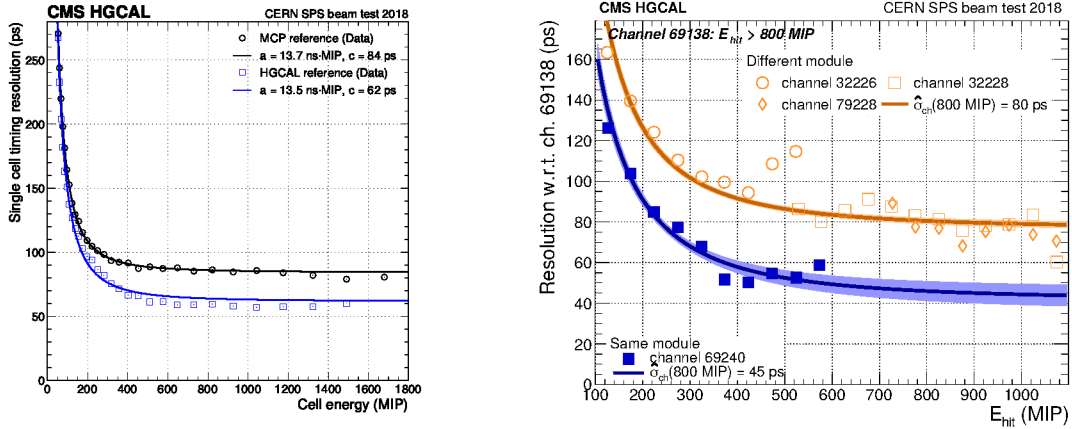 CMS HGCAL CERN SPS beam test 2018
Single cell timing resolution (ps)
MCP reference (Data)
a = 13.7 ns·MIP, c = 84 ps
HGCAL reference (Data)
a = 13.5 ns·MIP, c = 62 ps
250
200
150
100
50
0
0 200 400 600 800 1000 1200 1400 1600 1800
Cell energy (MIP)
CMS HGCAL CERN SPS beam test 2018
Resolution w.r.t. ch. 69138 (ps)
Channel 69138: E_hit > 800 MIP
Different module
channel 32226 channel 32228
channel 79228 σ̂_ch(800 MIP) = 80 ps
160
140
120
100
80
60
40
20
0
Same module
channel 69240
σ̂_ch(800 MIP) = 45 ps
100 200 300 400 500 600 700 800 900 1000
E_hit (MIP)